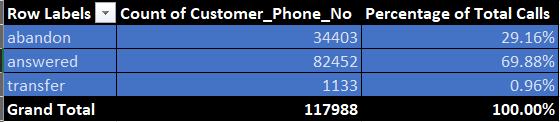 Row Labels Count of Customer_Phone_No Percentage of Total Calls
abandon 34403 29.16%
answered 82452 69.88%
transfer 1133 0.96%
Grand Total 117988 100.00%